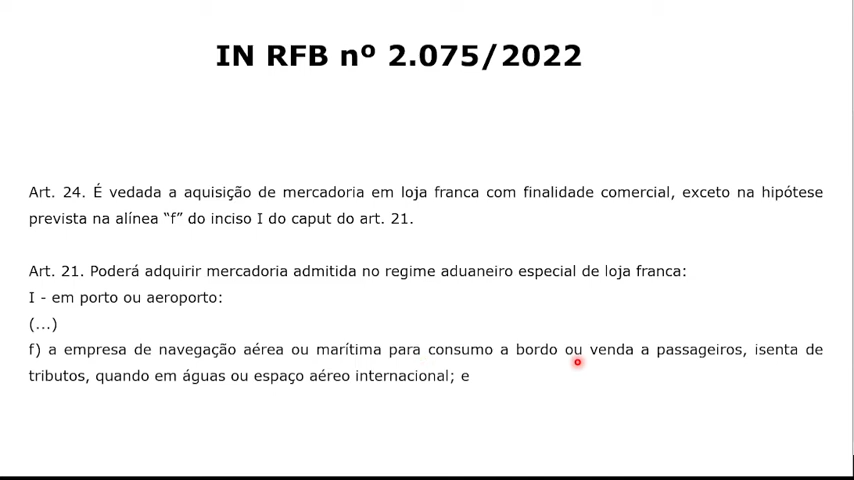 IN RFB nº 2.075/2022
Art. 24. É vedada a aquisição de mercadoria em loja franca com finalidade comercial, exceto na hipótese
prevista na alínea “f” do inciso I do caput do art. 21.
Art. 21. Poderá adquirir mercadoria admitida no regime aduaneiro especial de loja franca:
I - em porto ou aeroporto:
(...)
f) a empresa de navegação aérea ou marítima para consumo a bordo ou venda a passageiros, isenta de
tributos, quando em águas ou espaço aéreo internacional; e